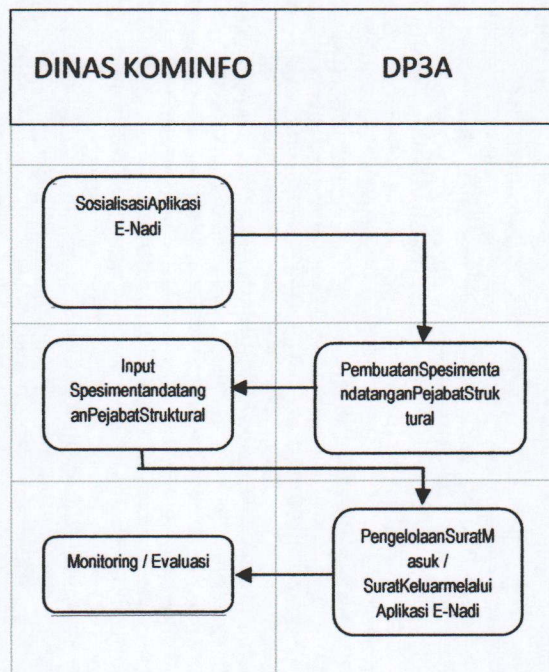 DINAS KOMINFO
DP3A
SosialisasiAplikasi
E-Nadi
Input
Spesimentandatang
anPejabatStruktural
PembuatanSpesimenta
ndatanganPejabatStruk
tural
Monitoring / Evaluasi
PengelolaanSuratM
asuk /
SuratKeluarmelalui
Aplikasi E-Nadi